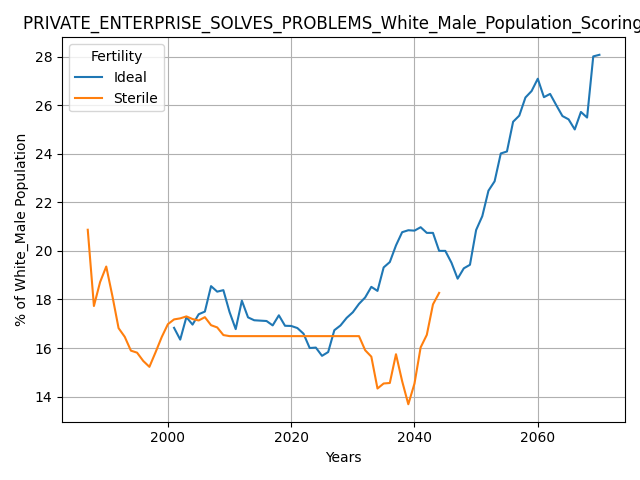 PRIVATE_ENTERPRISE_SOLVES_PROBLEMS_White_Male_Population_Scoring
Fertility
Ideal
Sterile
% of White_Male Population
28
26
24
22
20
18
16
14
2000 2020 2040 2060
Years